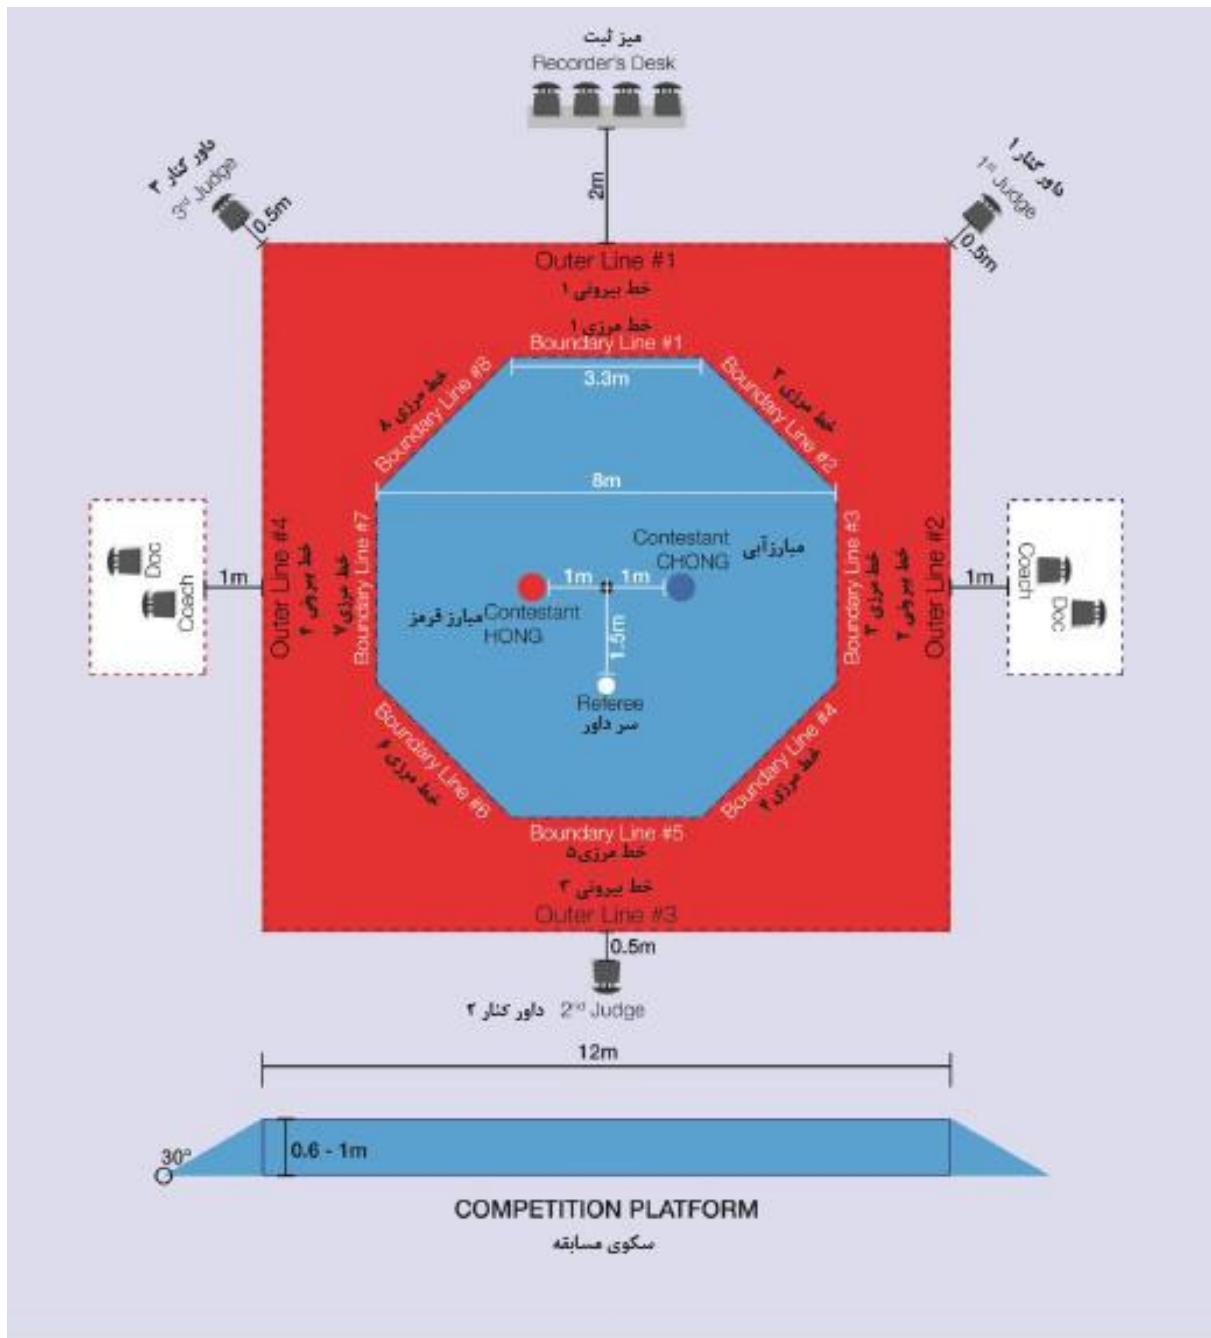 میز ثبت
Recorder's Desk
2m
داور کنار ۳
3rd Judge
0.5m
داور کنار ۱
1st Judge
0.5m
Outer Line #1
خط بیرونی ۱
خط مرزی ۱
Boundary Line #1
3.3m
خط مرزی ۸
Boundary Line #8
خط مرزی ۲
Boundary Line #2
8m
Doc
Coach
1m
Outer Line #4
خط بیرونی ۴
خط مرزی ۷
Boundary Line #7
Contestant
CHONG
مبارز آبی
1m
1m
مبارز قرمز
Contestant
HONG
1.5m
Referee
سر داور
Boundary Line #3
خط مرزی ۳
خط بیرونی ۲
Outer Line #2
1m
Coach
Doc
Boundary Line #6
خط مرزی ۶
Boundary Line #4
خط مرزی ۴
Boundary Line #5
خط مرزی ۵
خط بیرونی ۳
Outer Line #3
0.5m
داور کنار ۲ 2nd Judge
12m
30°
0.6 - 1m
COMPETITION PLATFORM
سکوی مسابقه